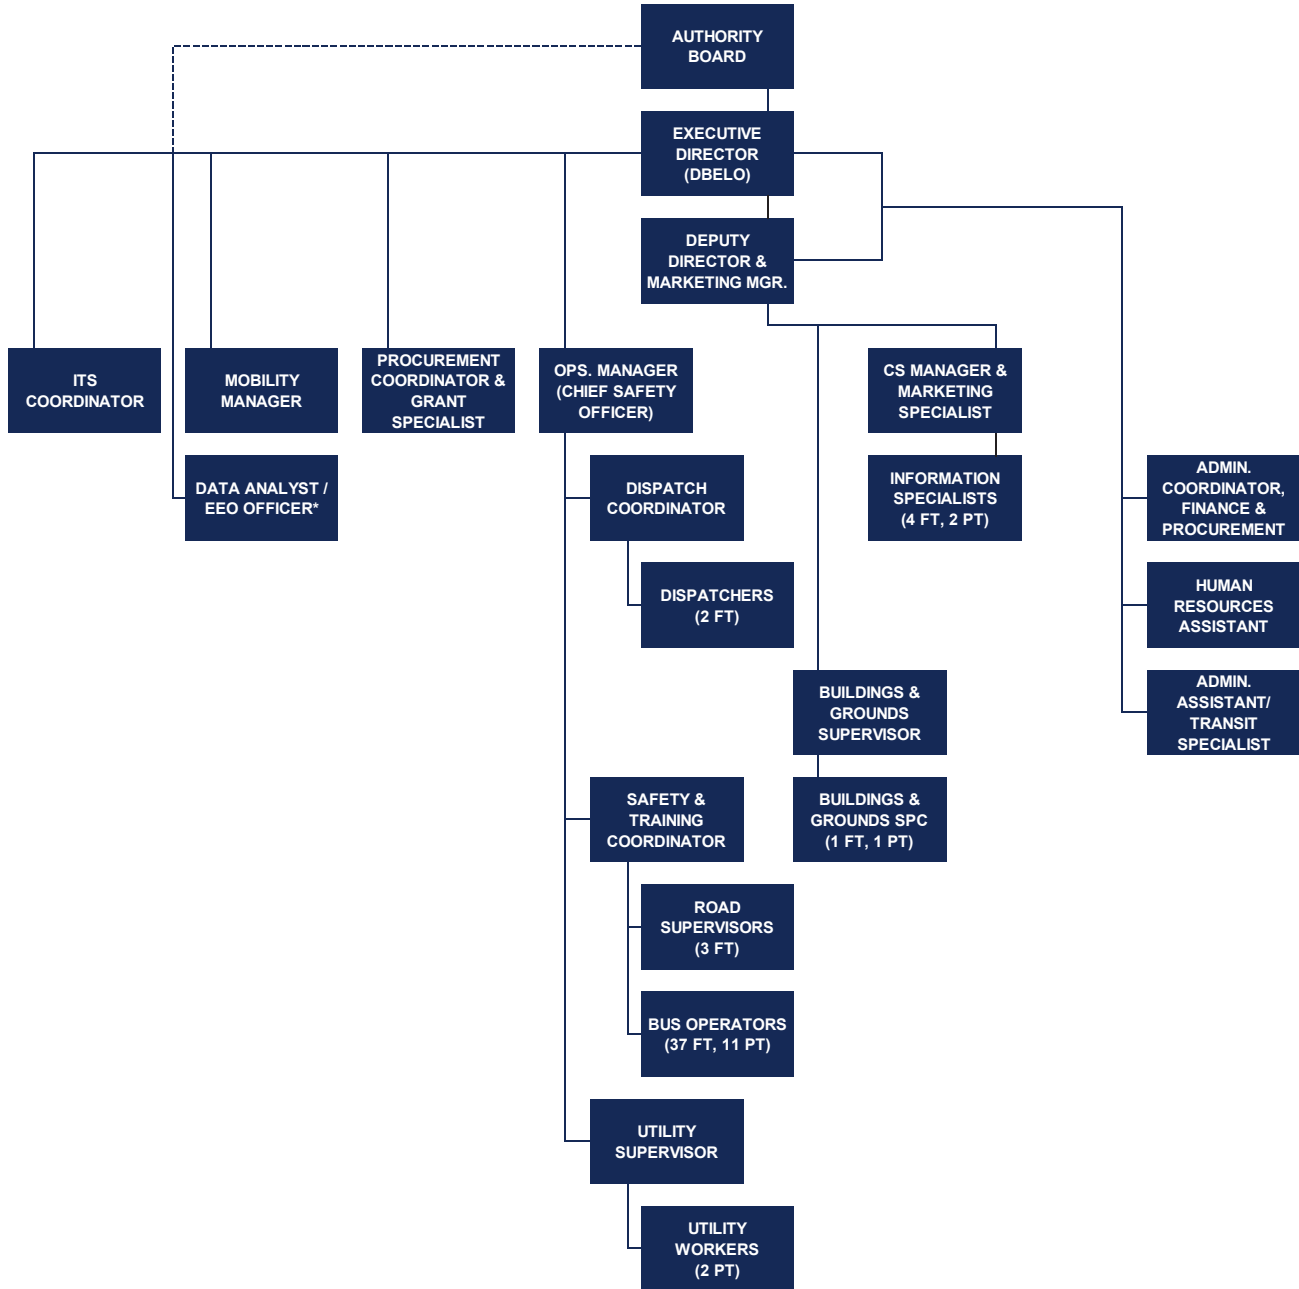 AUTHORITY
BOARD
EXECUTIVE
DIRECTOR
(DBELO)
DEPUTY
DIRECTOR &
MARKETING MGR.
ITS
COORDINATOR
MOBILITY
MANAGER
PROCUREMENT
COORDINATOR &
GRANT
SPECIALIST
OPS. MANAGER
(CHIEF SAFETY
OFFICER)
CS MANAGER &
MARKETING
SPECIALIST
DATA ANALYST /
EEO OFFICER*
DISPATCH
COORDINATOR
INFORMATION
SPECIALISTS
(4 FT, 2 PT)
ADMIN.
COORDINATOR,
FINANCE &
PROCUREMENT
DISPATCHERS
(2 FT)
HUMAN
RESOURCES
ASSISTANT
BUILDINGS &
GROUNDS
SUPERVISOR
ADMIN.
ASSISTANT/
TRANSIT
SPECIALIST
SAFETY &
TRAINING
COORDINATOR
BUILDINGS &
GROUNDS SPC
(1 FT, 1 PT)
ROAD
SUPERVISORS
(3 FT)
BUS OPERATORS
(37 FT, 11 PT)
UTILITY
SUPERVISOR
UTILITY
WORKERS
(2 PT)